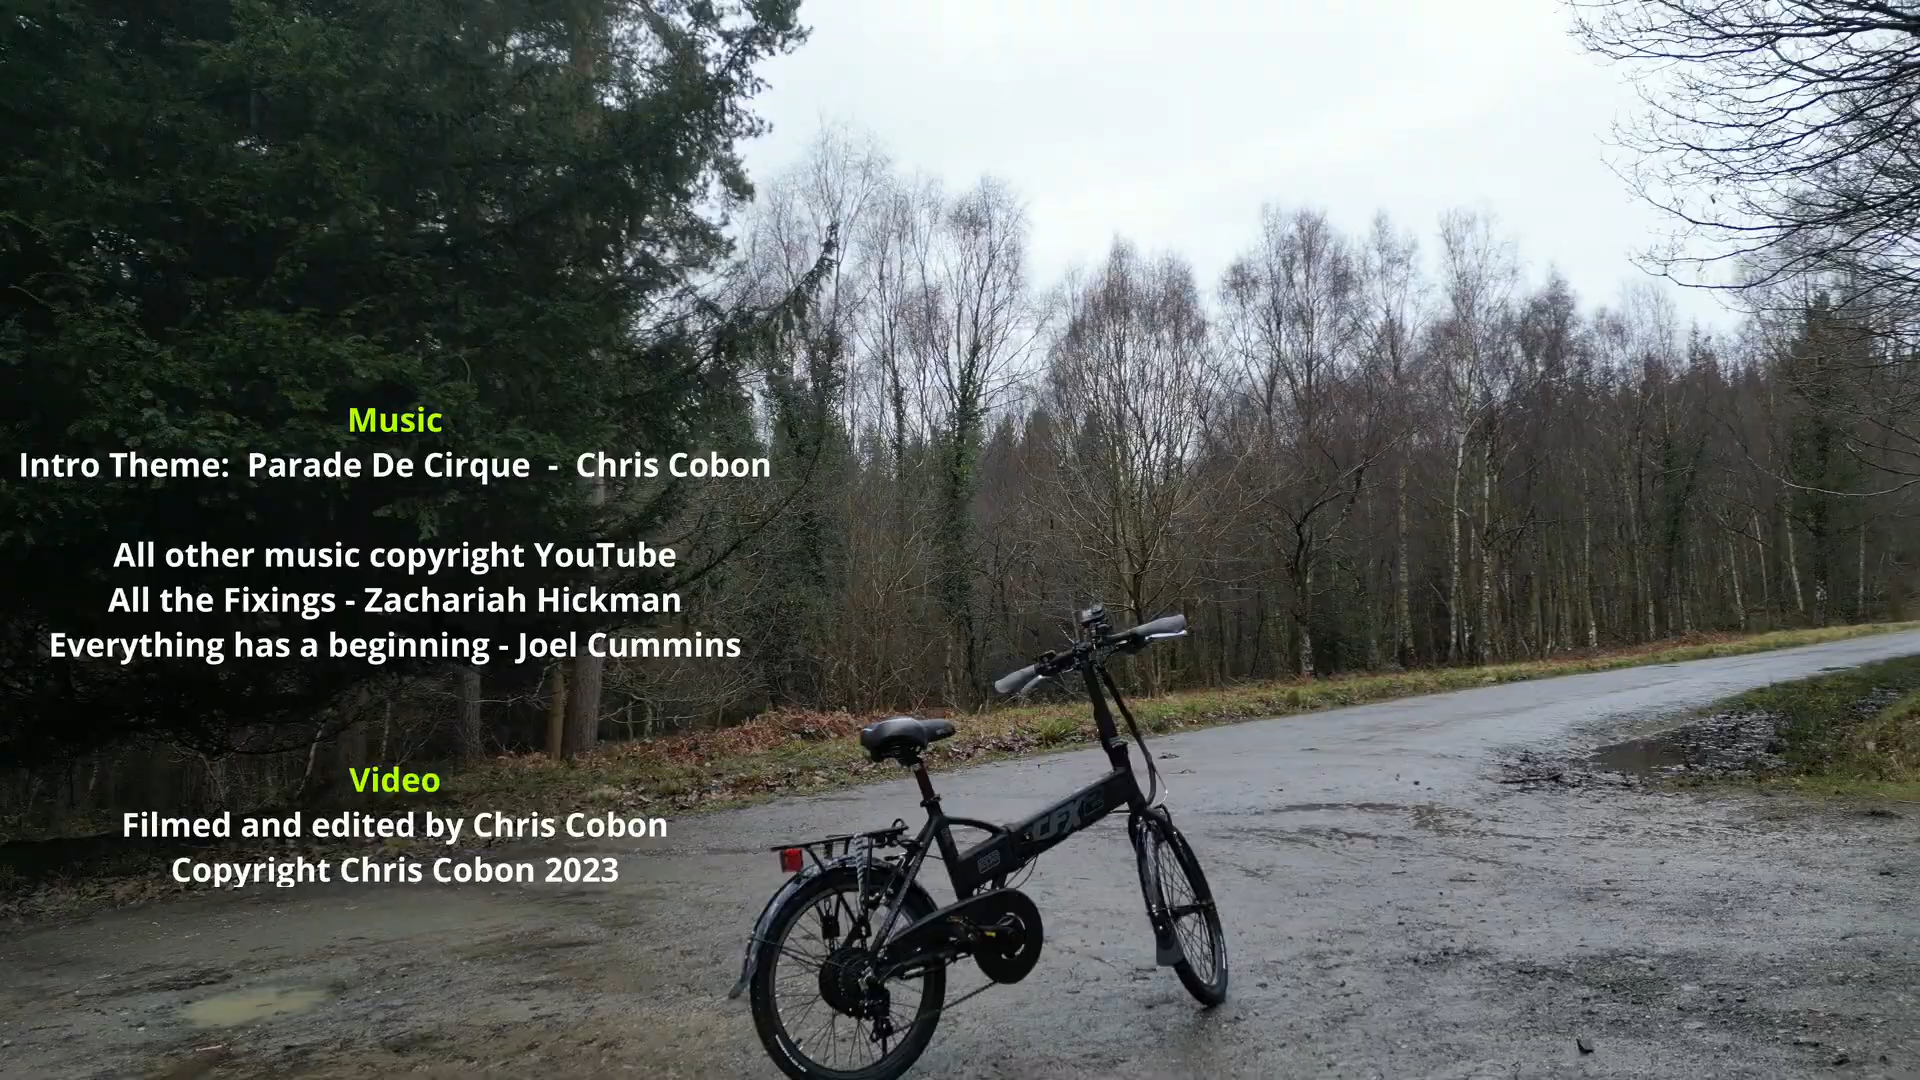 Music
Intro Theme:  Parade De Cirque  -  Chris Cobon
All other music copyright YouTube
All the Fixings - Zachariah Hickman
Everything has a beginning - Joel Cummins
Video
Filmed and edited by Chris Cobon
Copyright Chris Cobon 2023